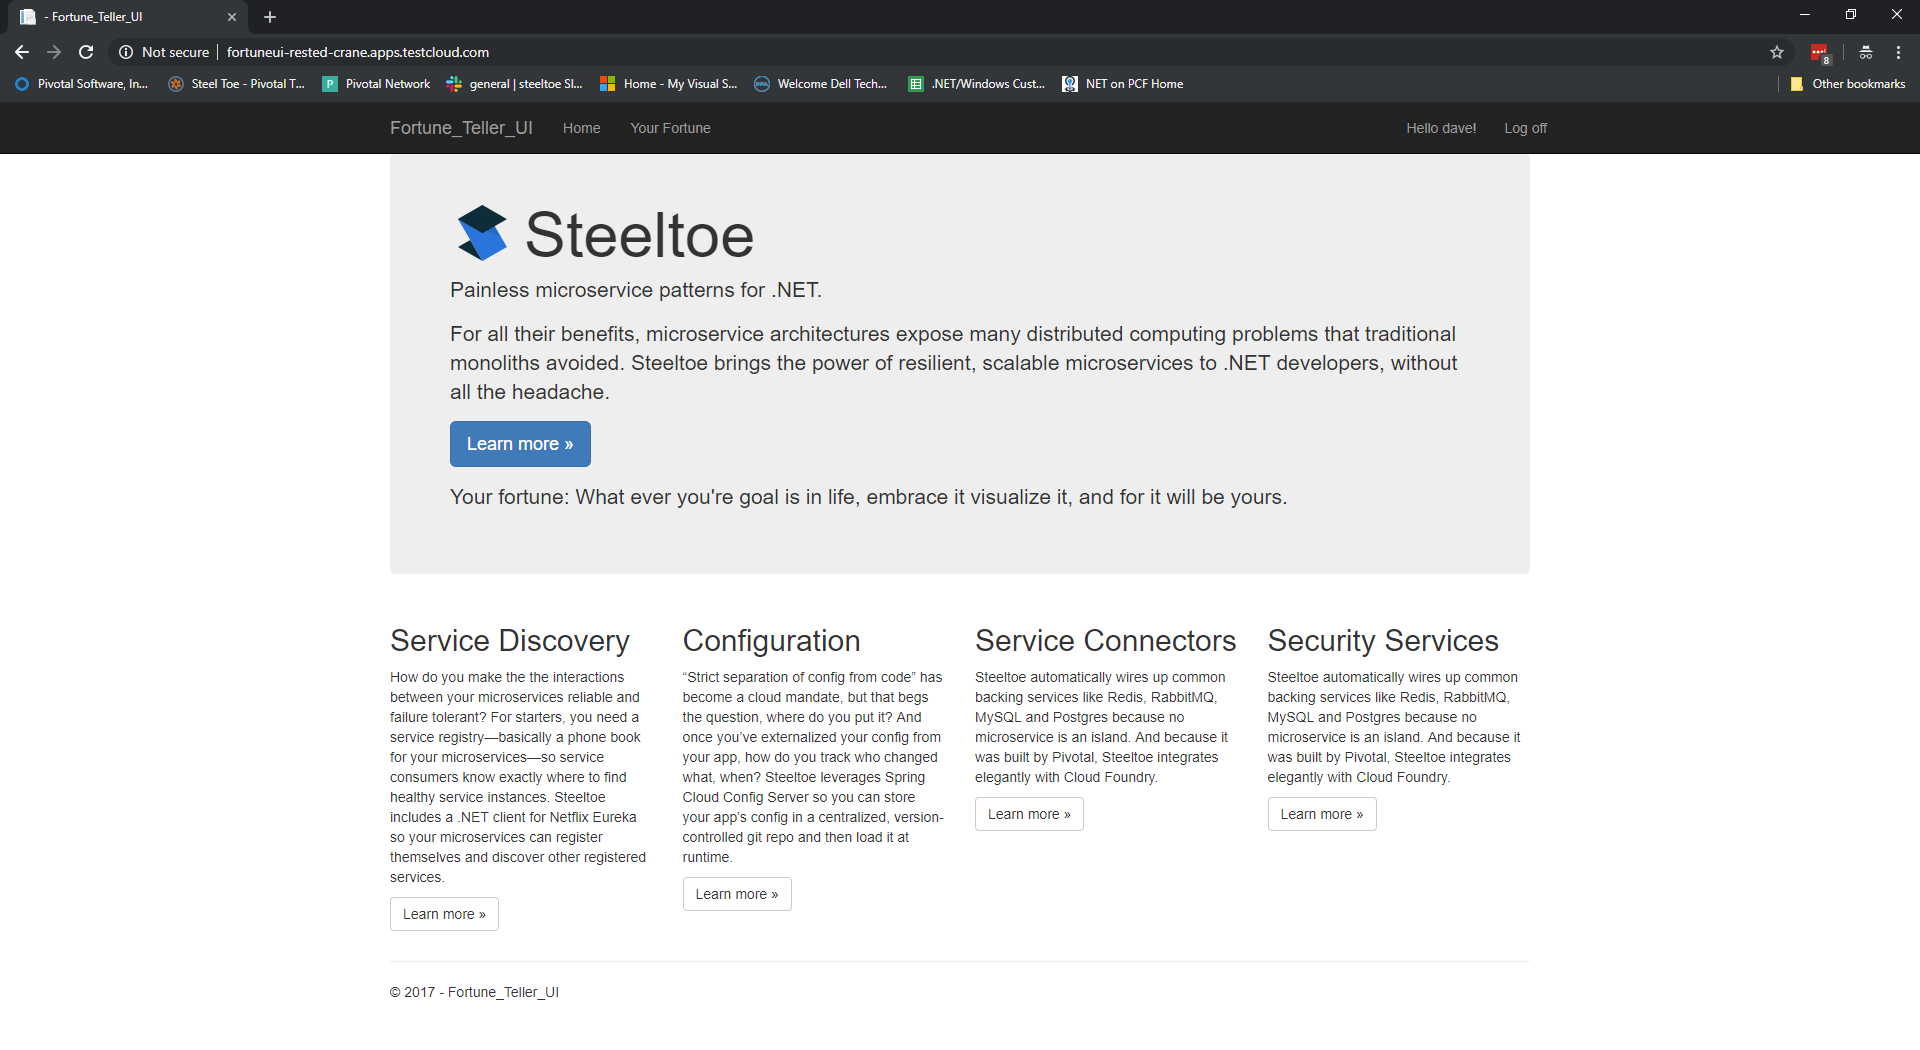 - Fortune_Teller_UI
Not secure fortuneui-rested-crane.apps.testcloud.com
8
Pivotal Software, In... Steel Toe - Pivotal T... P Pivotal Network general | steeltoe Sl... Home - My Visual S... Welcome Dell Tech... .NET/Windows Cust... NET on PCF Home Other bookmarks
Fortune_Teller_UI Home Your Fortune Hello dave! Log off
Steeltoe
Painless microservice patterns for .NET.
For all their benefits, microservice architectures expose many distributed computing problems that traditional
monoliths avoided. Steeltoe brings the power of resilient, scalable microservices to .NET developers, without
all the headache.
Learn more »
Your fortune: What ever you're goal is in life, embrace it visualize it, and for it will be yours.
Service Discovery
How do you make the the interactions
between your microservices reliable and
failure tolerant? For starters, you need a
service registry—basically a phone book
for your microservices—so service
consumers know exactly where to find
healthy service instances. Steeltoe
includes a .NET client for Netflix Eureka
so your microservices can register
themselves and discover other registered
services.
Learn more »
Configuration
“Strict separation of config from code” has
become a cloud mandate, but that begs
the question, where do you put it? And
once you’ve externalized your config from
your app, how do you track who changed
what, when? Steeltoe leverages Spring
Cloud Config Server so you can store
your app’s config in a centralized, version-
controlled git repo and then load it at
runtime.
Learn more »
Service Connectors
Steeltoe automatically wires up common
backing services like Redis, RabbitMQ,
MySQL and Postgres because no
microservice is an island. And because it
was built by Pivotal, Steeltoe integrates
elegantly with Cloud Foundry.
Learn more »
Security Services
Steeltoe automatically wires up common
backing services like Redis, RabbitMQ,
MySQL and Postgres because no
microservice is an island. And because it
was built by Pivotal, Steeltoe integrates
elegantly with Cloud Foundry.
Learn more »
© 2017 - Fortune_Teller_UI